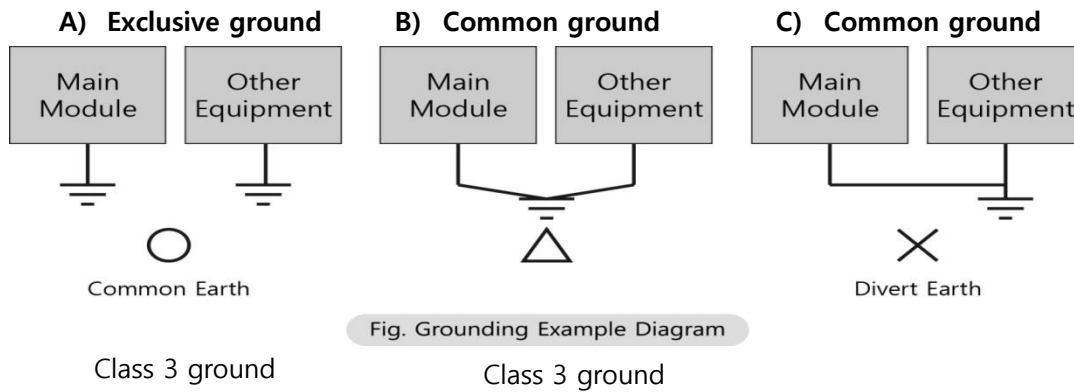 A) Exclusive ground
B) Common ground
C) Common ground
Main
Module
Other
Equipment
Main
Module
Other
Equipment
Main
Module
Other
Equipment
Common Earth
Divert Earth
Fig. Grounding Example Diagram
Class 3 ground
Class 3 ground